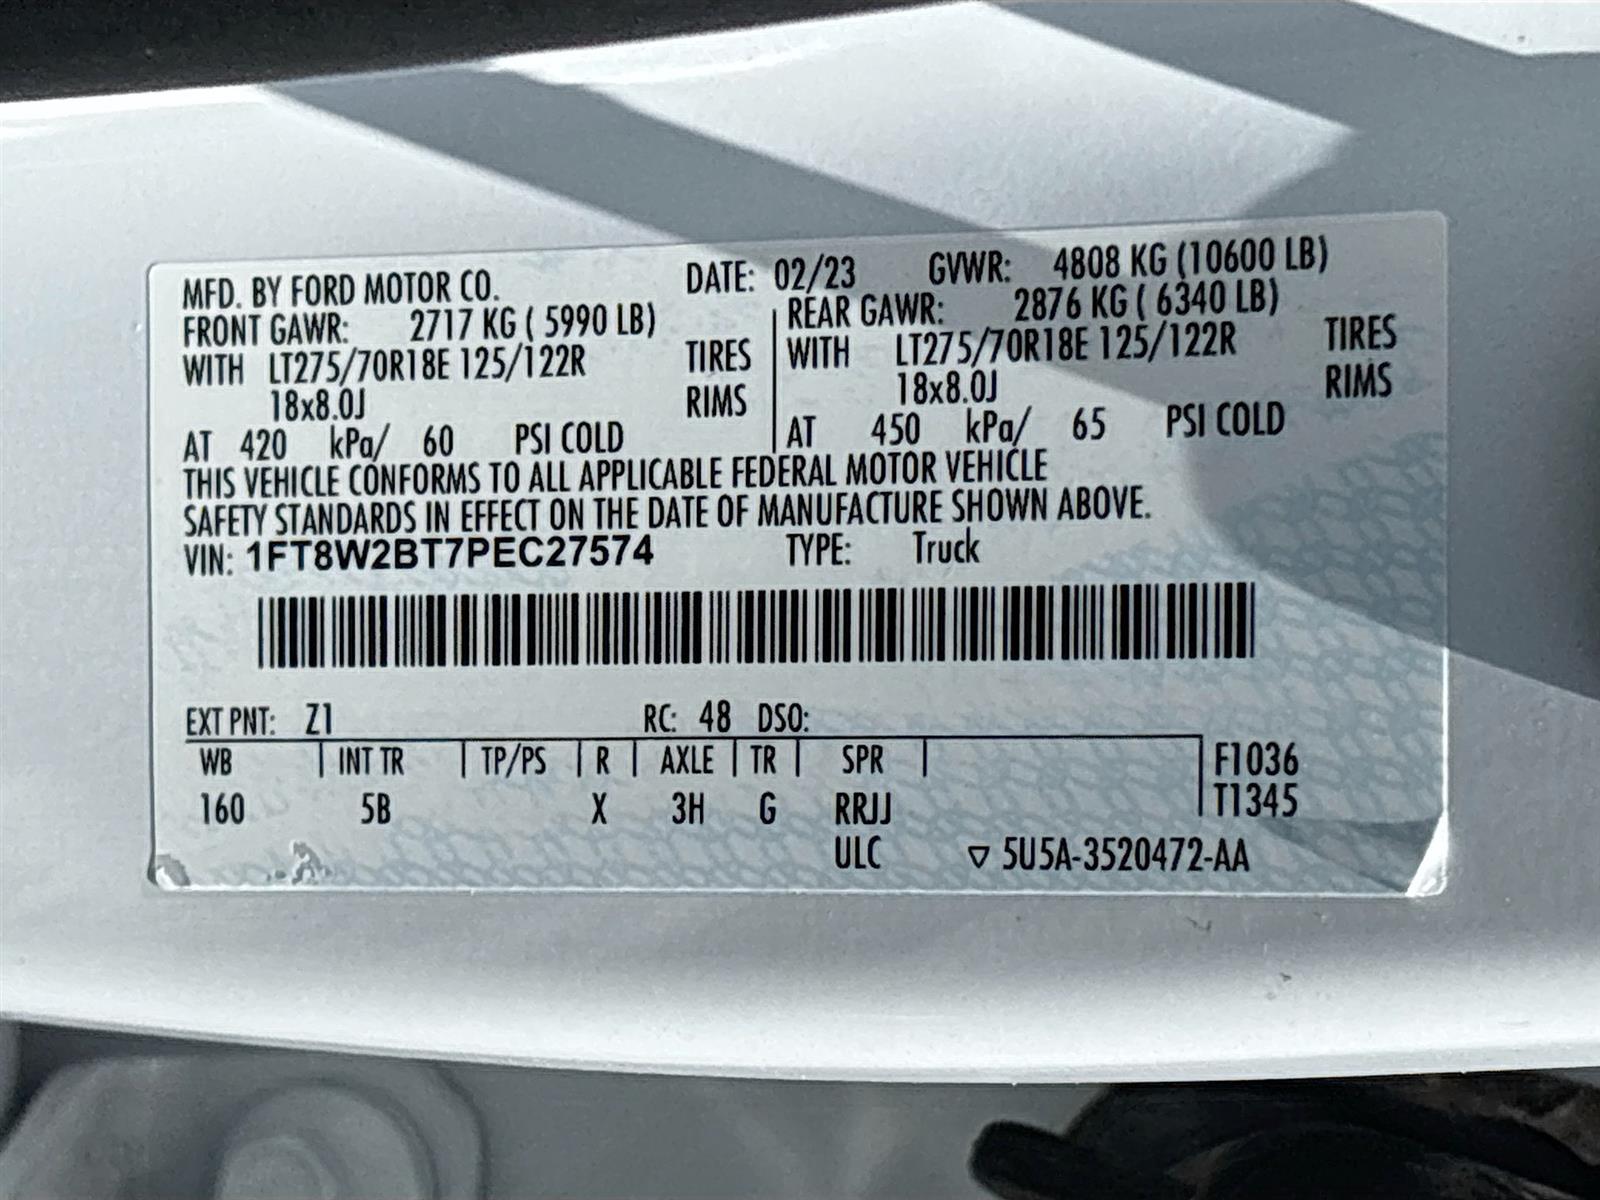 MFD. BY FORD MOTOR CO. DATE: 02/23 GVWR: 4808 KG (10600 LB)
FRONT GAWR: 2717 KG ( 5990 LB) REAR GAWR: 2876 KG ( 6340 LB)
WITH LT275/70R18E 125/122R TIRES WITH LT275/70R18E 125/122R TIRES
18x8.0J RIMS 18x8.0J RIMS
AT 420 kPa/ 60 PSI COLD AT 450 kPa/ 65 PSI COLD
THIS VEHICLE CONFORMS TO ALL APPLICABLE FEDERAL MOTOR VEHICLE
SAFETY STANDARDS IN EFFECT ON THE DATE OF MANUFACTURE SHOWN ABOVE.
VIN: 1FT8W2BT7PEC27574 TYPE: Truck
EXT PNT: Z1 RC: 48 DSO:
WB INT TR TP/PS R AXLE TR SPR F1036
160 5B X 3H G RRJJ T1345
ULC ▽ 5U5A-3520472-AA